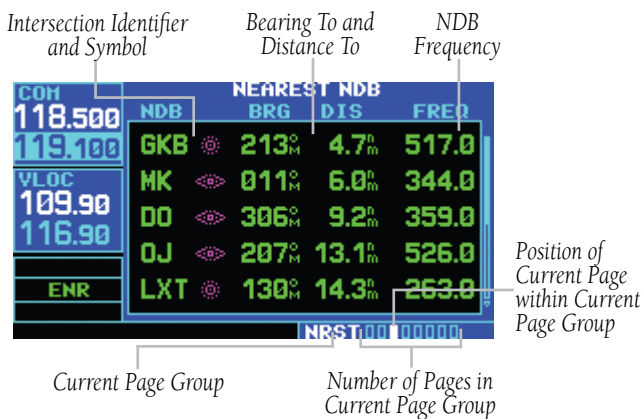 Intersection Identifier
and Symbol
Bearing To and
Distance To
NDB
Frequency
COM
118.500
119.100
VLOC
109.90
116.90
ENR
NEAREST NDB
NDB BRG DIS FREQ
GKB 213°M 4.7nm 517.0
MK 011°M 6.0nm 344.0
DO 306°M 9.2nm 359.0
OJ 207°M 13.1nm 526.0
LXT 130°M 14.3nm 263.0
NRST
Position of
Current Page
within Current
Page Group
Current Page Group
Number of Pages in
Current Page Group